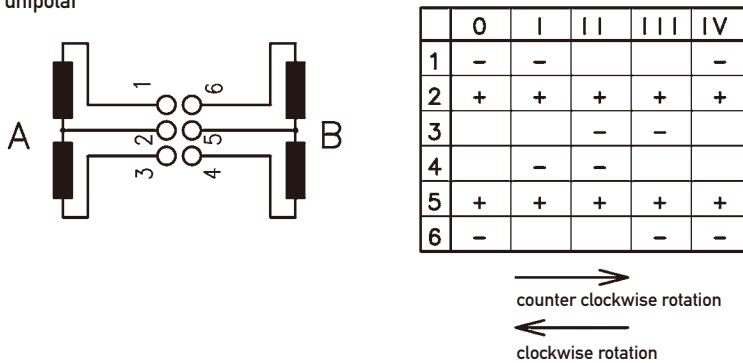 unipolar
0 I II III IV
1 - - -
2 + + + + +
3 - -
4 - -
5 + + + + +
6 - - -
A B
1 6
2 5
3 4
counter clockwise rotation
clockwise rotation